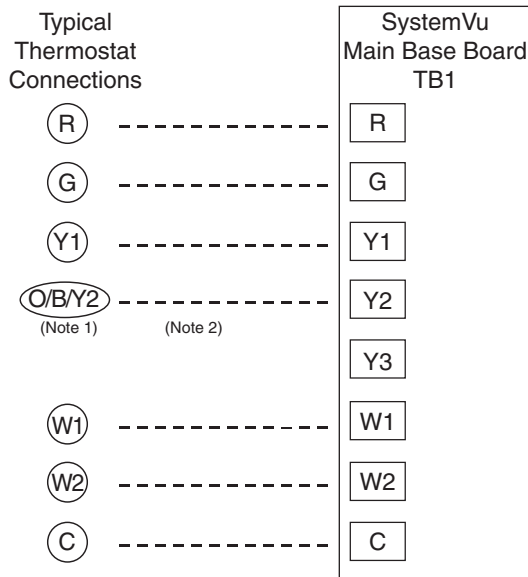 Typical
Thermostat
Connections
SystemVu
Main Base Board
TB1
R R
G G
Y1 Y1
O/B/Y2 Y2
(Note 1) (Note 2)
Y3
W1 W1
W2 W2
C C